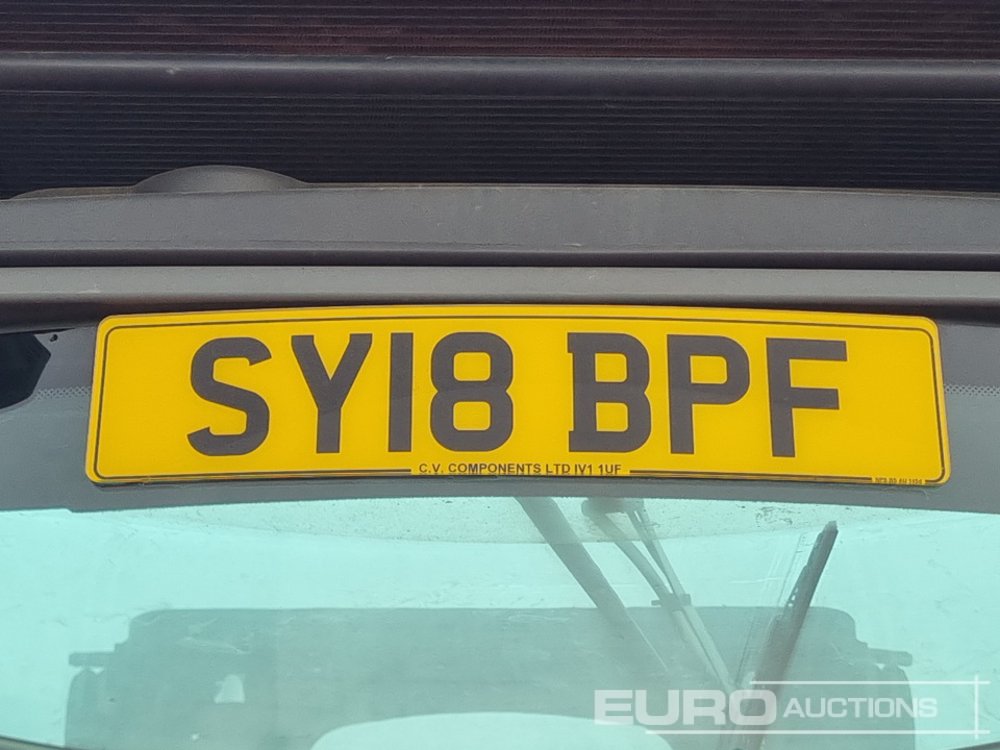 SY18 BPF
C.V. COMPONENTS LTD IV1 1UF
EURO AUCTIONS